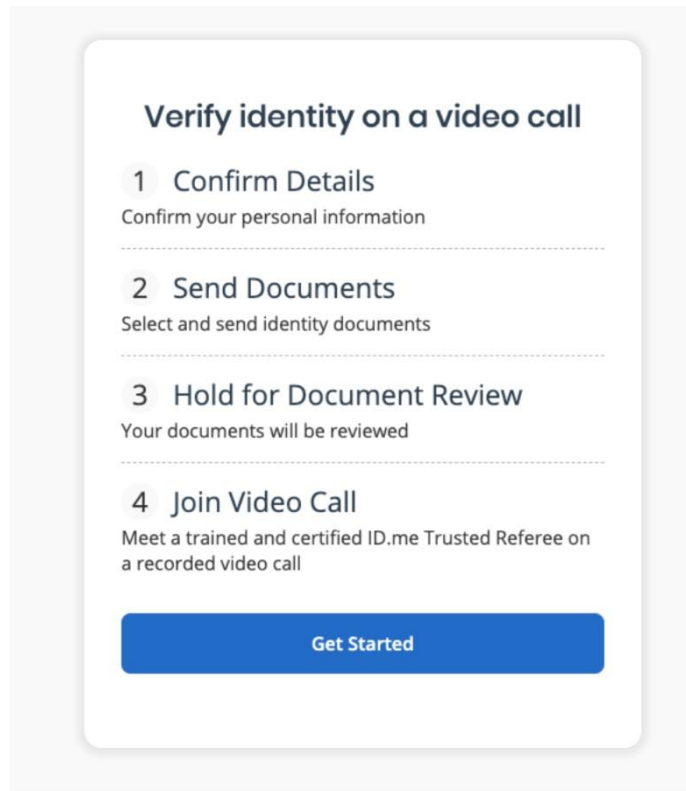 Verify identity on a video call
1 Confirm Details
Confirm your personal information
2 Send Documents
Select and send identity documents
3 Hold for Document Review
Your documents will be reviewed
4 Join Video Call
Meet a trained and certified ID.me Trusted Referee on
a recorded video call
Get Started